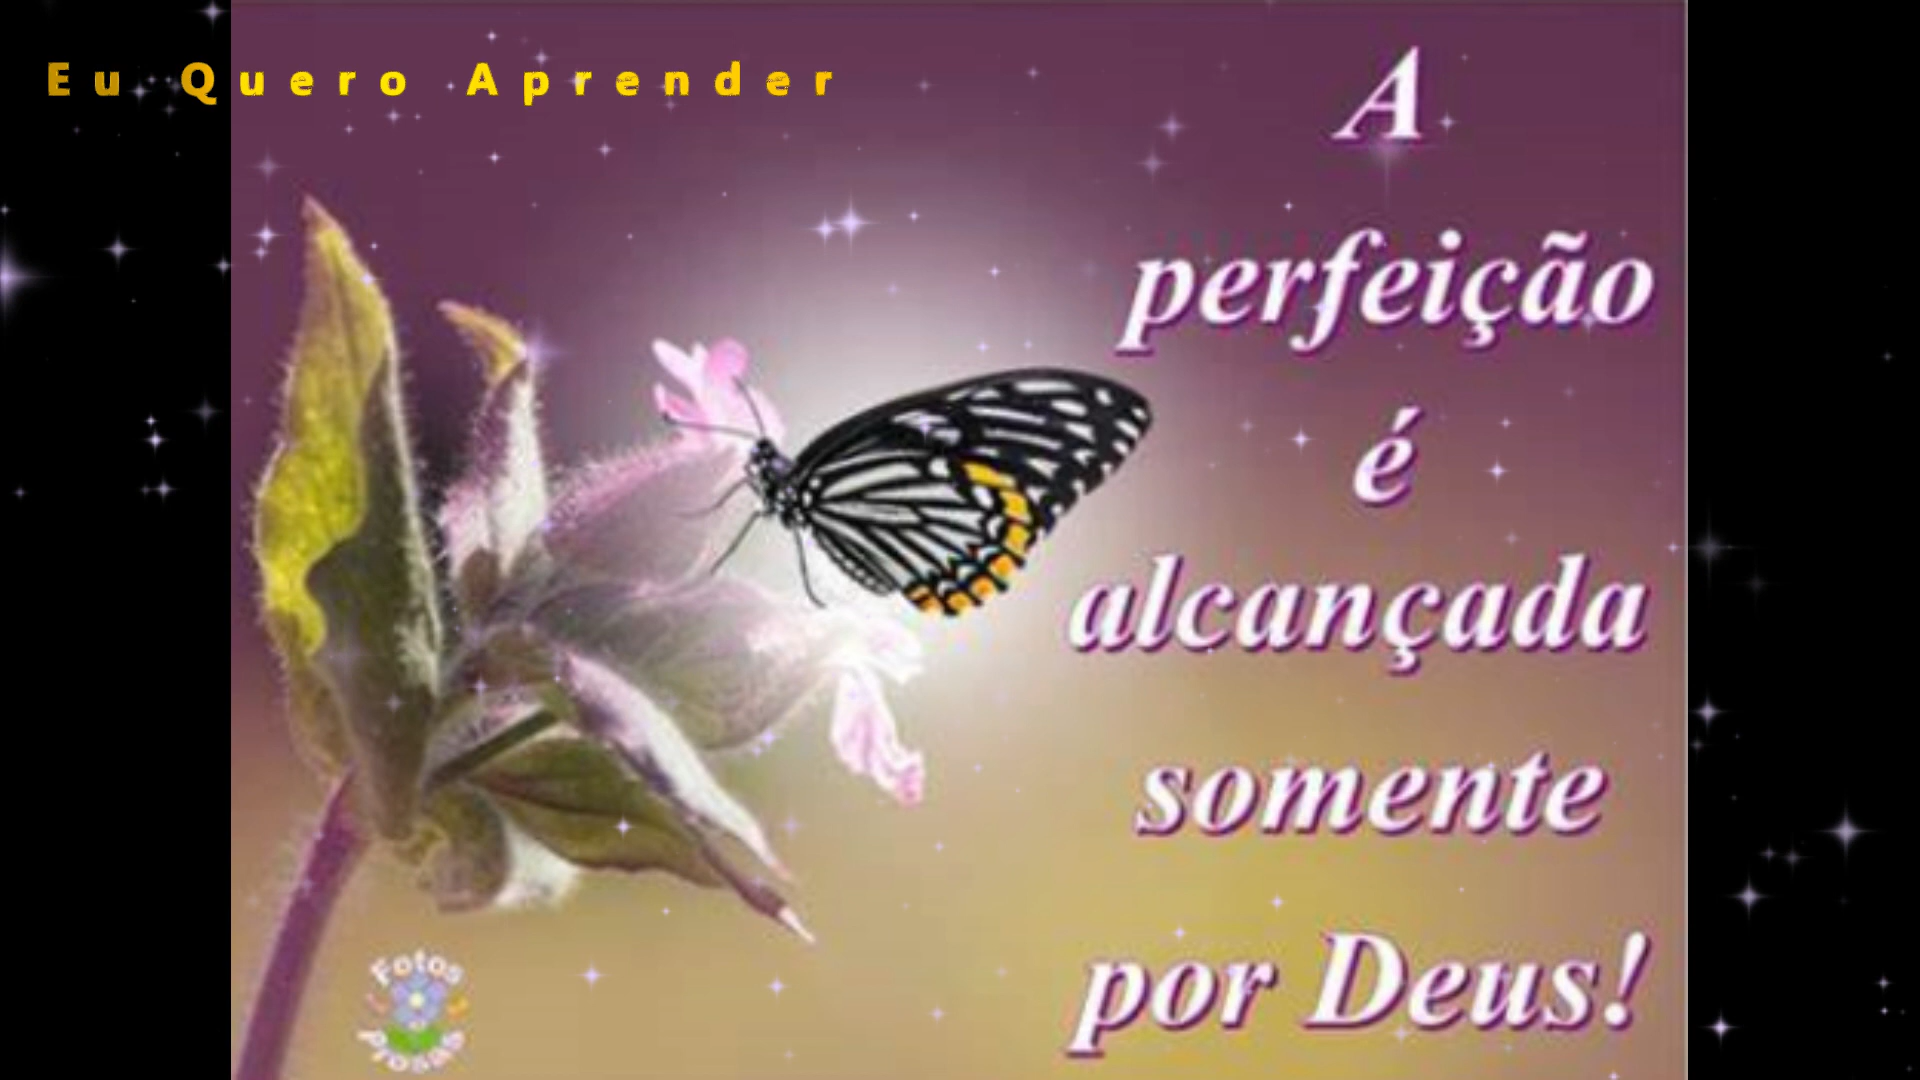 Eu Quero Aprender
A
perfeição
é
alcançada
somente
por Deus!
Fotos
Prosas